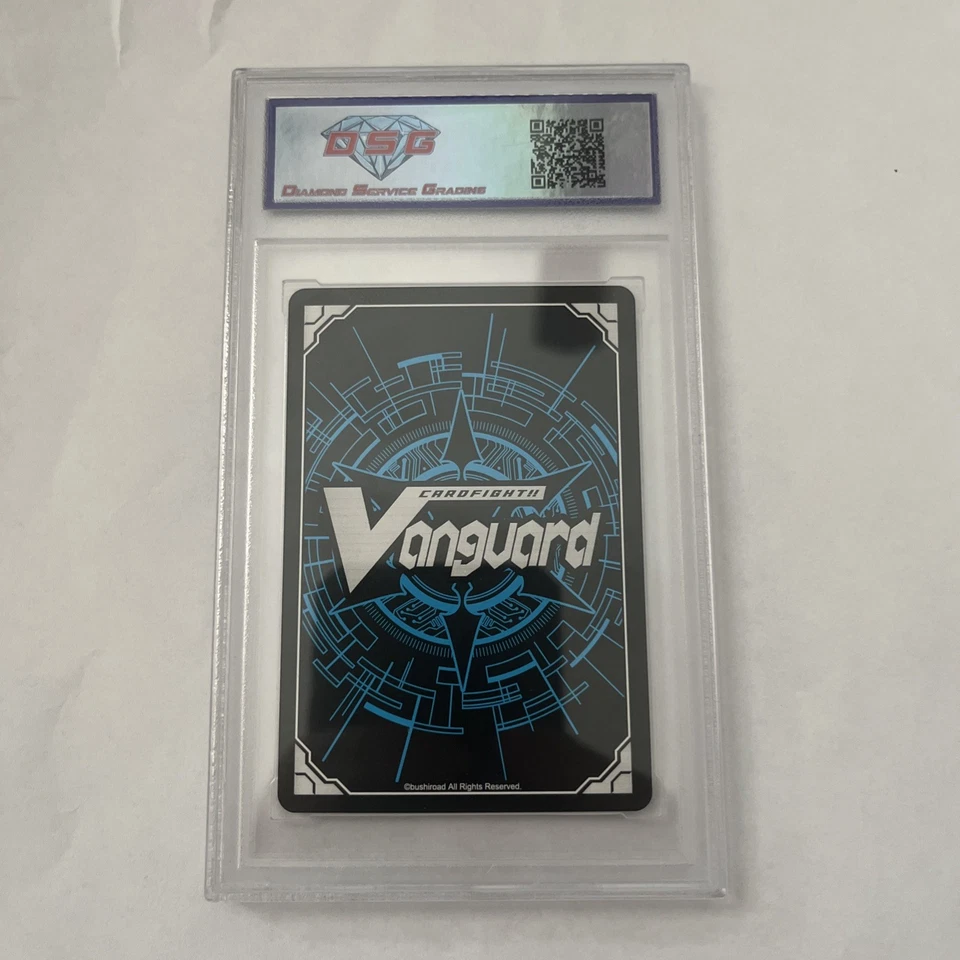 DSG
Diamond Service Grading
CARDFIGHT!!
Vanguard
©bushiroad All Rights Reserved.